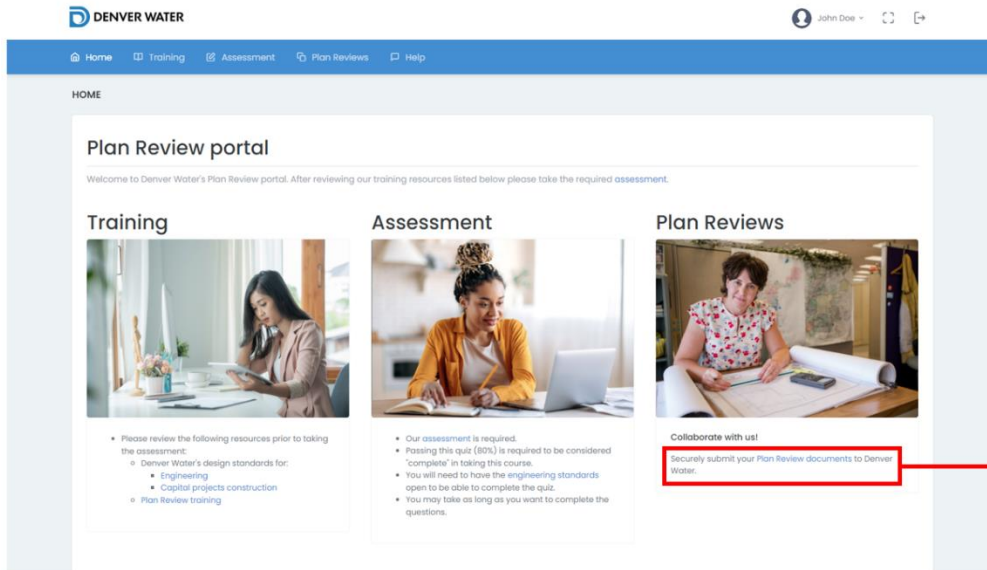 DENVER WATER
John Doe
Home Training Assessment Plan Reviews Help
HOME
Plan Review portal
Welcome to Denver Water's Plan Review portal. After reviewing our training resources listed below please take the required assessment.
Training
Please review the following resources prior to taking
the assessment:
Denver Water's design standards for:
Engineering
Capital projects construction
Plan Review training
Assessment
Our assessment is required.
Passing this quiz (80%) is required to be considered
"complete" in taking this course.
You will need to have the engineering standards
open to be able to complete the quiz.
You may take as long as you want to complete the
questions.
Plan Reviews
Collaborate with us!
Securely submit your Plan Review documents to Denver
Water.